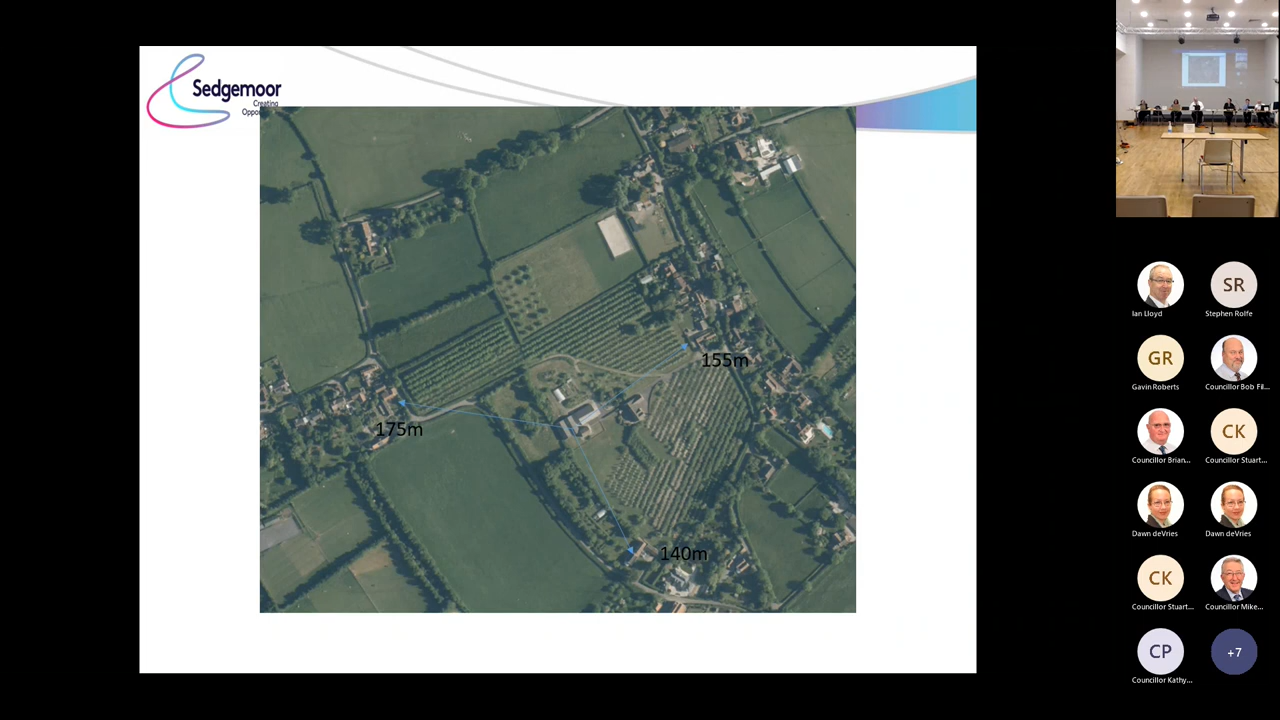 Sedgemoor
Creating
155m
175m
140m
Ian Lloyd
SR
Stephen Rolfe
GR
Gavin Roberts
Councillor Bob Fil...
Councillor Brian...
CK
Councillor Stuart...
Dawn deVries
Dawn deVries
CK
Councillor Stuart...
Councillor Mike...
CP
Councillor Kathy...
+7